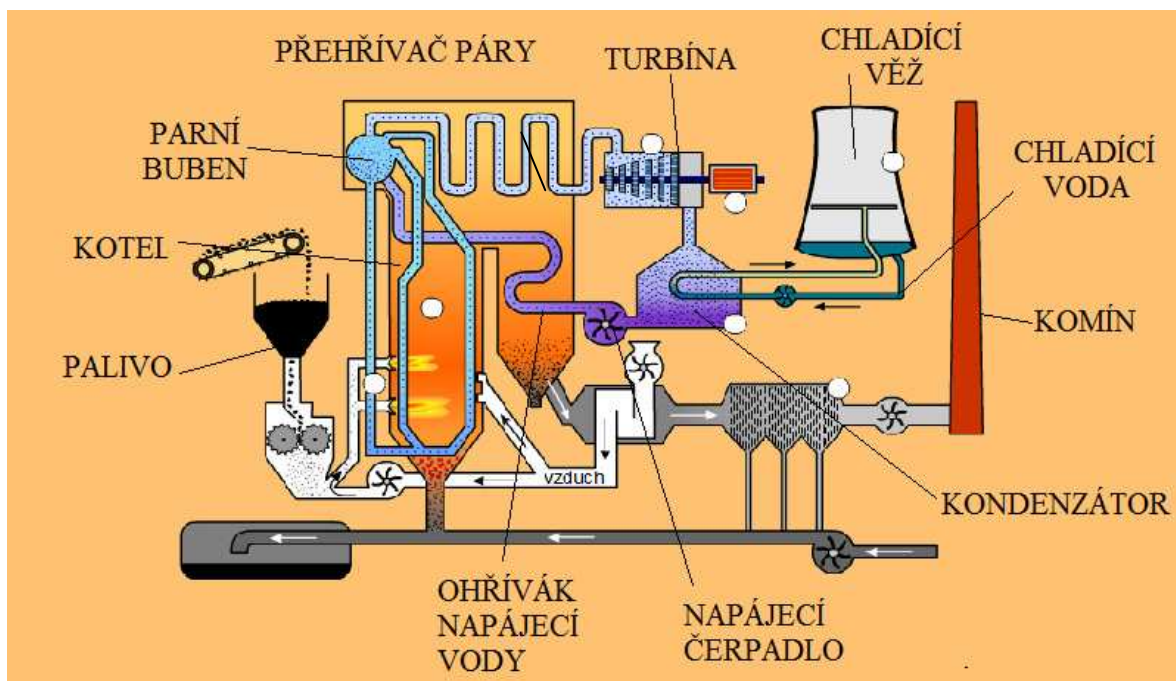 PŘEHŘÍVAČ PÁRY
TURBÍNA
CHLADÍCÍ
VĚŽ
PARNÍ
BUBEN
CHLADÍCÍ
VODA
KOTEL
KOMÍN
PALIVO
vzduch
KONDENZÁTOR
OHŘÍVÁK
NAPÁJECÍ
VODY
NAPÁJECÍ
ČERPADLO